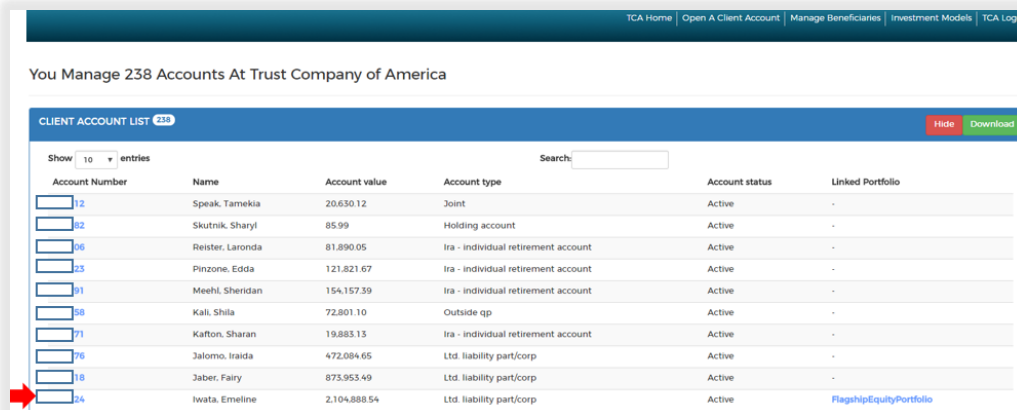 TCA Home | Open A Client Account | Manage Beneficiaries | Investment Models | TCA Log
You Manage 238 Accounts At Trust Company of America
CLIENT ACCOUNT LIST 238 Hide Download
Show 10 entries Search:
Account Number Name Account value Account type Account status Linked Portfolio
12 Speak, Tamekia 20,630.12 Joint Active -
82 Skutnik, Sharyl 85.99 Holding account Active -
06 Reister, Laronda 81,890.05 Ira - individual retirement account Active -
23 Pinzone, Edda 121,821.67 Ira - individual retirement account Active -
91 Meehl, Sheridan 154,157.39 Ira - individual retirement account Active -
58 Kali, Shila 72,801.10 Outside qp Active -
71 Kafton, Sharan 19,883.13 Ira - individual retirement account Active -
76 Jalomo, Iraida 472,084.65 Ltd. liability part/corp Active -
18 Jaber, Fairy 873,953.49 Ltd. liability part/corp Active -
24 Iwata, Emeline 2,104,888.54 Ltd. liability part/corp Active FlagshipEquityPortfolio